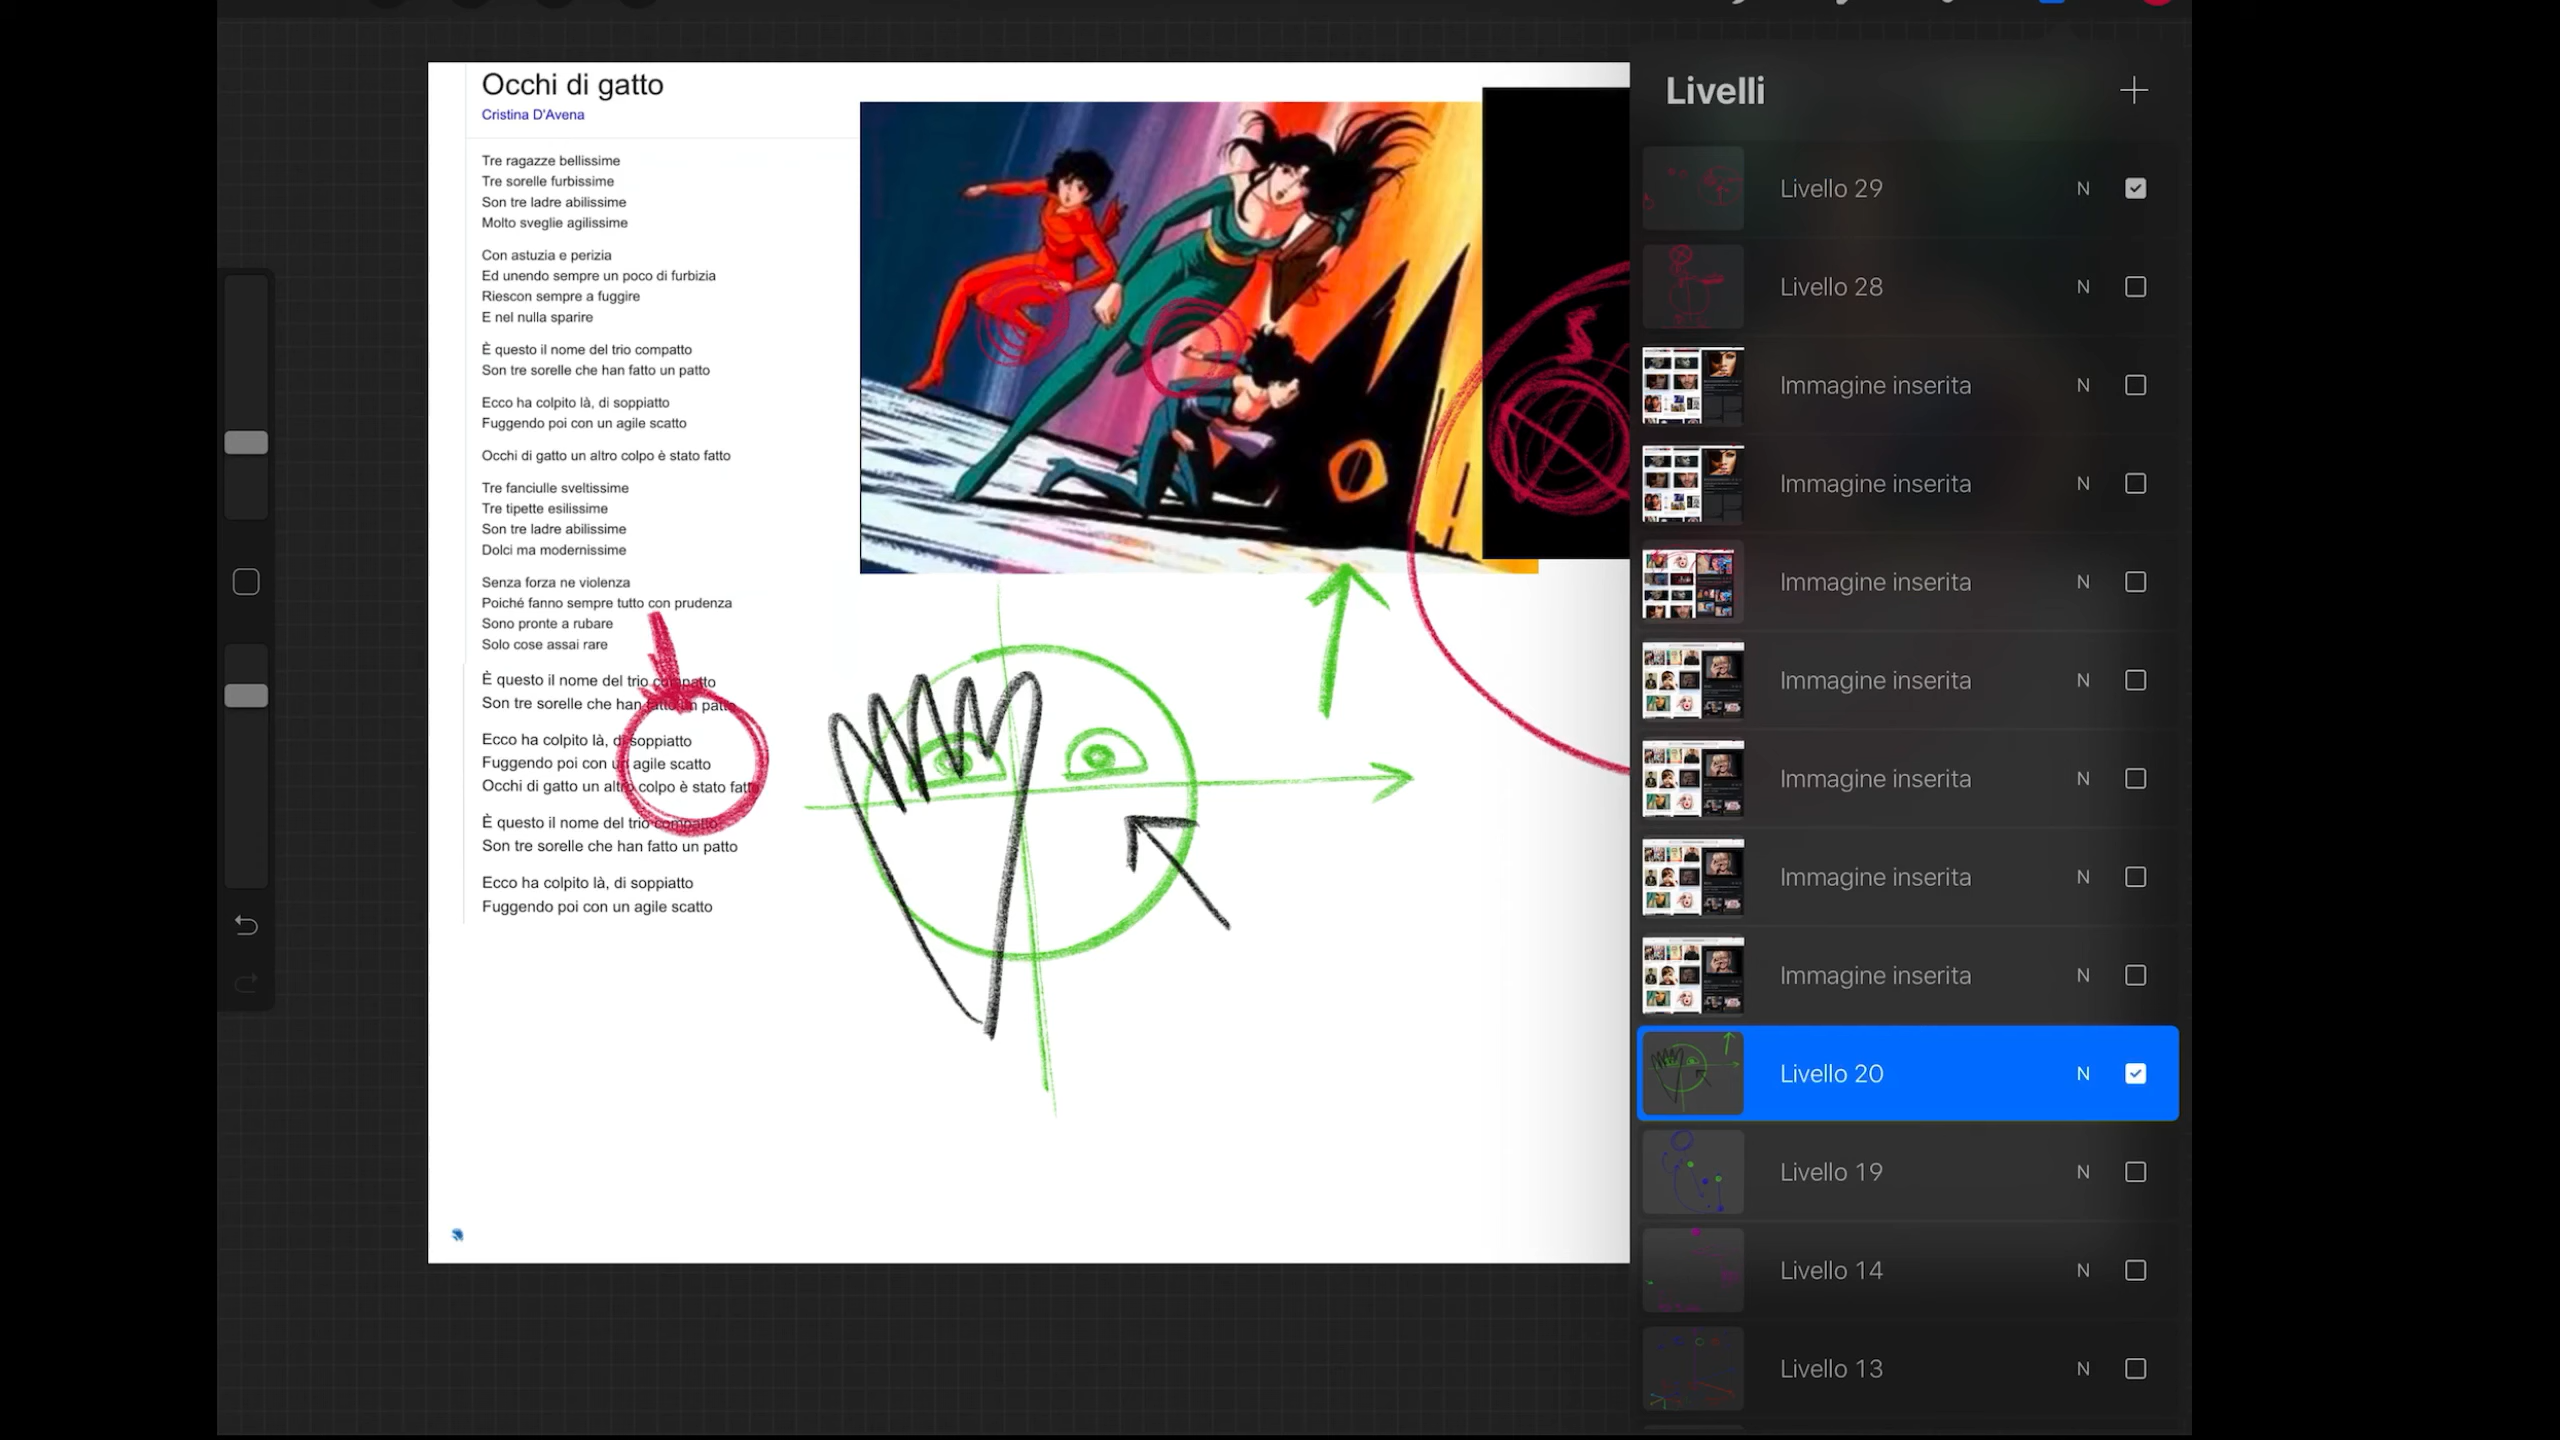 Occhi di gatto
Cristina D'Avena
Tre ragazze bellissime
Tre sorelle furbissime
Son tre ladre abilissime
Molto sveglie agilissime
Con astuzia e perizia
Ed unendo sempre un poco di furbizia
Riescon sempre a fuggire
E nel nulla sparire
È questo il nome del trio compatto
Son tre sorelle che han fatto un patto
Ecco ha colpito là, di soppiatto
Fuggendo poi con un agile scatto
Occhi di gatto un altro colpo è stato fatto
Tre fanciulle sveltissime
Tre tipette esilissime
Son tre ladre abilissime
Dolci ma modernissime
Senza forza ne violenza
Poiché fanno sempre tutto con prudenza
Sono pronte a rubare
Solo cose assai rare
È questo il nome del trio compatto
Son tre sorelle che han fatto un patto
Ecco ha colpito là, di soppiatto
Fuggendo poi con un agile scatto
Occhi di gatto un altro colpo è stato fatto
È questo il nome del trio compatto
Son tre sorelle che han fatto un patto
Ecco ha colpito là, di soppiatto
Fuggendo poi con un agile scatto
Livelli
Livello 29 N
Livello 28 N
Immagine inserita N
Immagine inserita N
Immagine inserita N
Immagine inserita N
Immagine inserita N
Immagine inserita N
Immagine inserita N
Livello 20 N
Livello 19 N
Livello 14 N
Livello 13 N